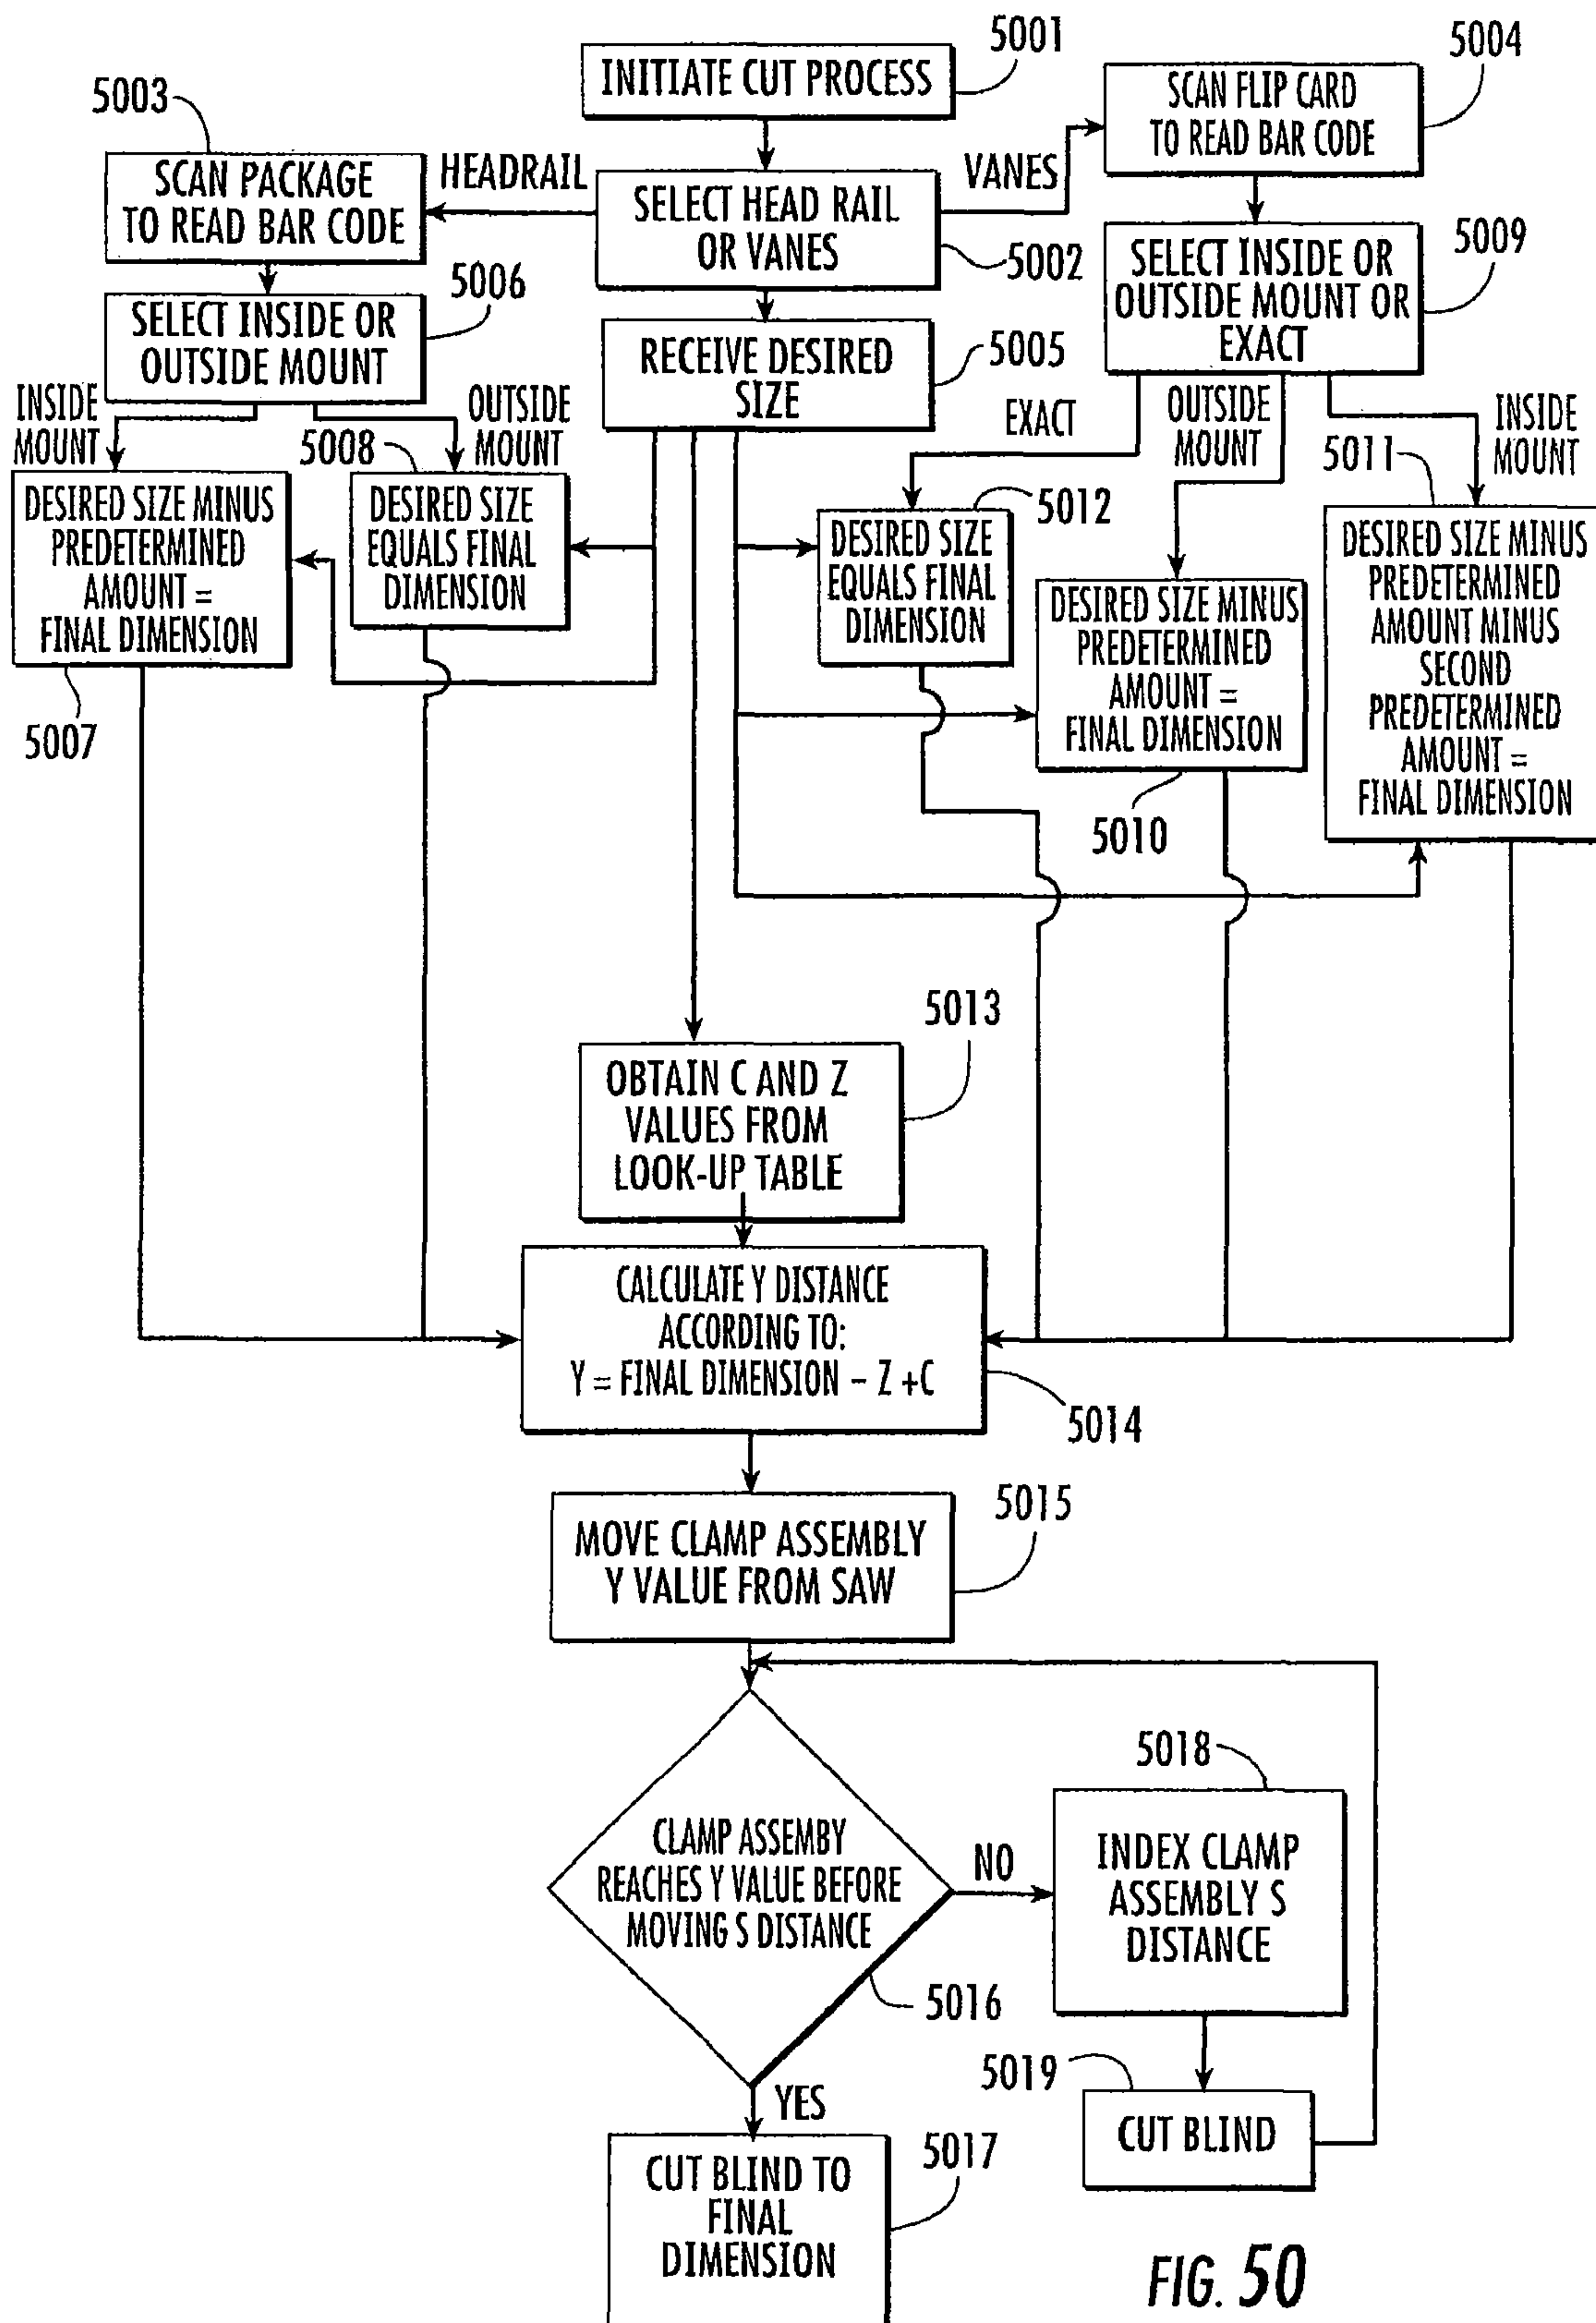 5001
INITIATE CUT PROCESS
5004
SCAN FLIP CARD
TO READ BAR CODE
5003
SCAN PACKAGE
TO READ BAR CODE
HEADRAIL
SELECT HEAD RAIL
OR VANES
VANES
5002
5009
SELECT INSIDE OR
OUTSIDE MOUNT OR
EXACT
5006
SELECT INSIDE OR
OUTSIDE MOUNT
RECEIVE DESIRED
SIZE
5005
INSIDE
MOUNT
OUTSIDE
MOUNT
EXACT
OUTSIDE
MOUNT
INSIDE
MOUNT
5007
DESIRED SIZE MINUS
PREDETERMINED
AMOUNT =
FINAL DIMENSION
5008
DESIRED SIZE
EQUALS FINAL
DIMENSION
5012
DESIRED SIZE
EQUALS FINAL
DIMENSION
DESIRED SIZE MINUS
PREDETERMINED
AMOUNT =
FINAL DIMENSION
5010
5011
DESIRED SIZE MINUS
PREDETERMINED
AMOUNT MINUS
SECOND
PREDETERMINED
AMOUNT =
FINAL DIMENSION
5013
OBTAIN C AND Z
VALUES FROM
LOOK-UP TABLE
CALCULATE Y DISTANCE
ACCORDING TO:
Y = FINAL DIMENSION – Z +C
5014
5015
MOVE CLAMP ASSEMBLY
Y VALUE FROM SAW
CLAMP ASSEMBY
REACHES Y VALUE BEFORE
MOVING S DISTANCE
5016
NO
5018
INDEX CLAMP
ASSEMBLY S
DISTANCE
5019
CUT BLIND
YES
5017
CUT BLIND TO
FINAL
DIMENSION
FIG. 50